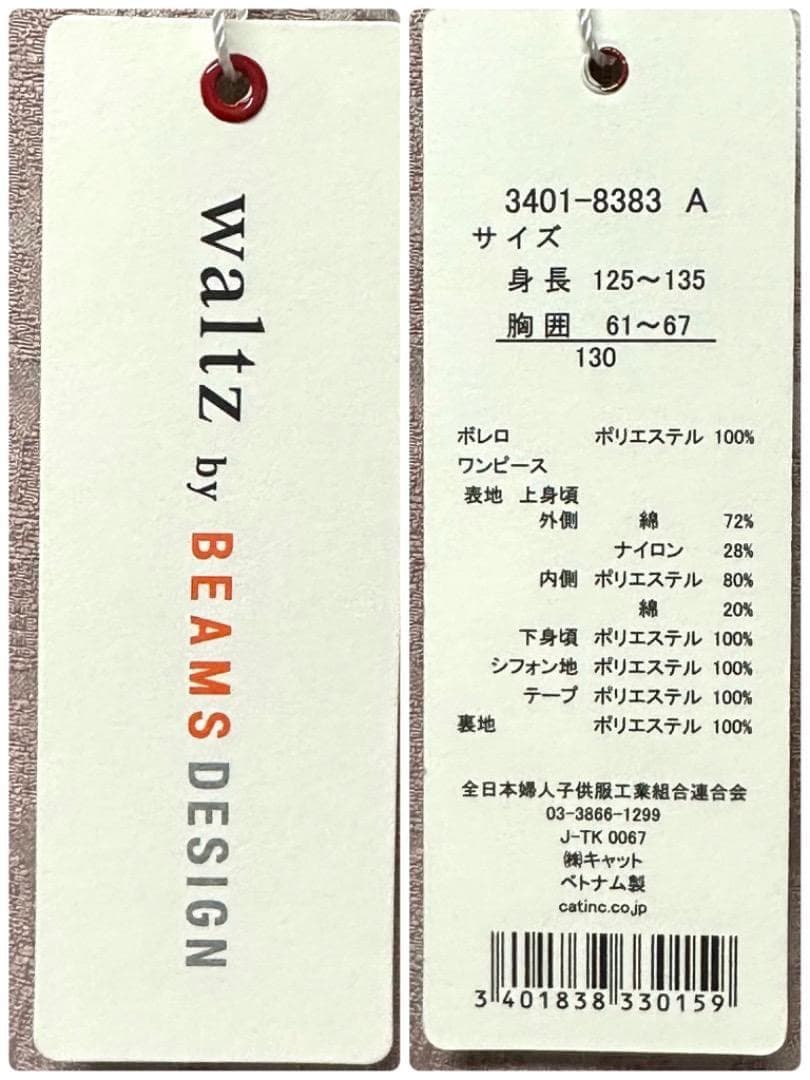 waltz by BEAMS DESIGN
3401-8383 A
サイズ
身長 125～135
胸囲 61～67
130
ボレロ ポリエステル 100%
ワンピース
表地 上身頃
外側 綿 72%
ナイロン 28%
内側 ポリエステル 80%
綿 20%
下身頃 ポリエステル 100%
シフォン地 ポリエステル 100%
テープ ポリエステル 100%
裏地 ポリエステル 100%
全日本婦人子供服工業組合連合会
03-3866-1299
J-TK 0067
㈱キャット
ベトナム製
catinc.co.jp
3 401838 330159